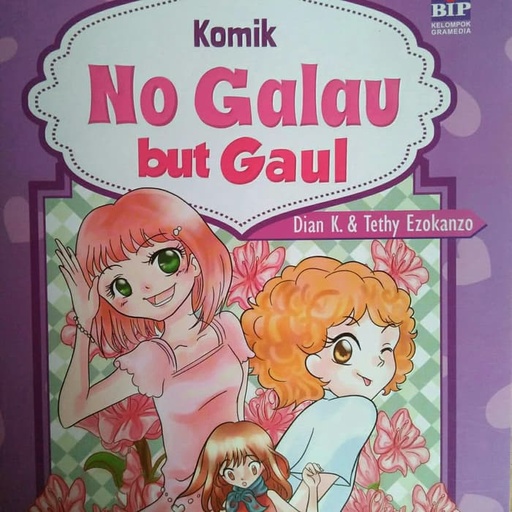 BIP
KELOMPOK
GRAMEDIA
Komik
No Galau
but Gaul
Dian K. & Tethy Ezokanzo